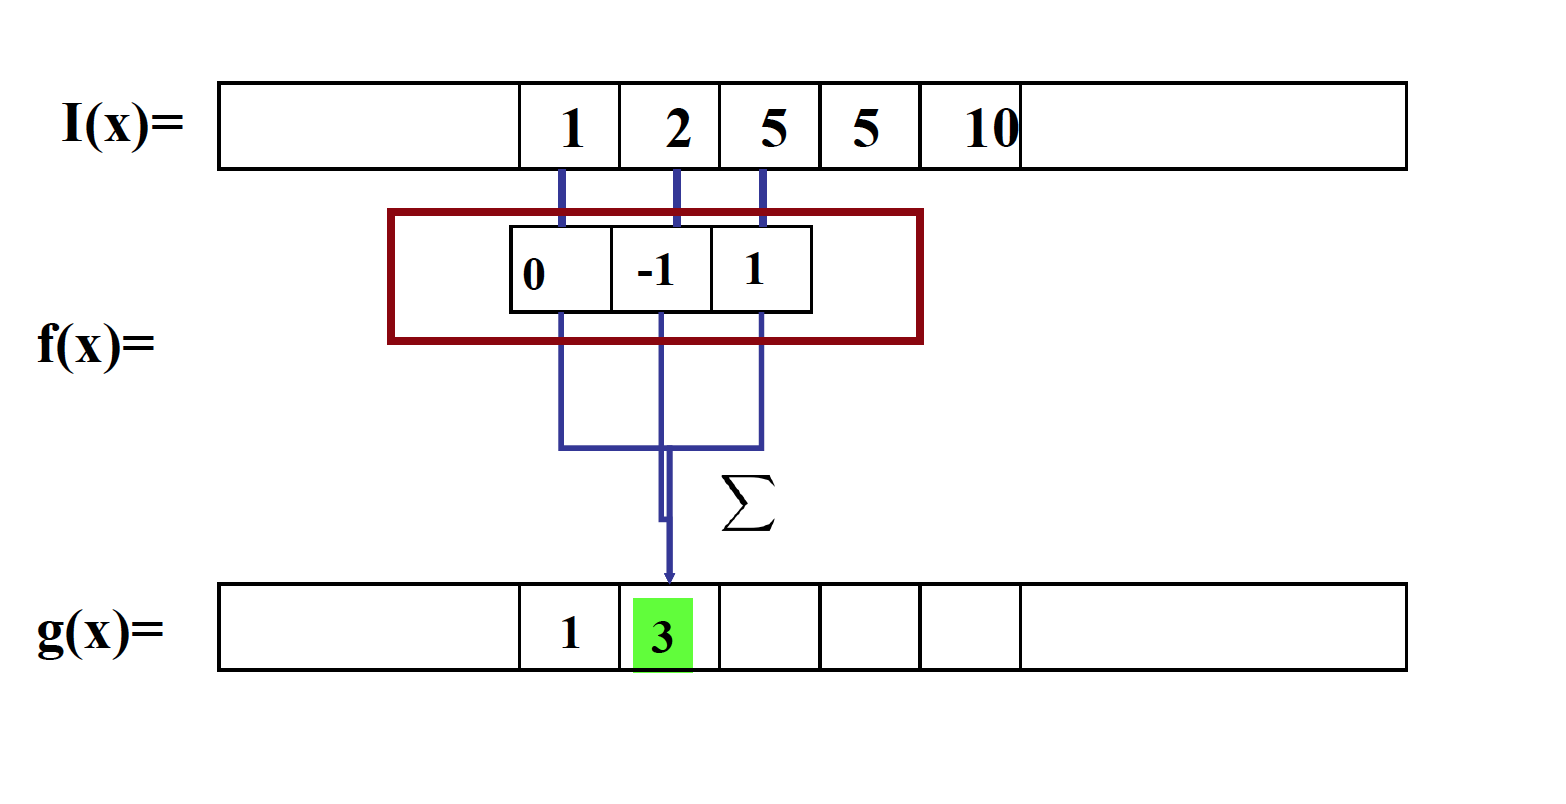 I(x)= 1 2 5 5 10
0 -1 1
f(x)=
∑
g(x)= 1 3